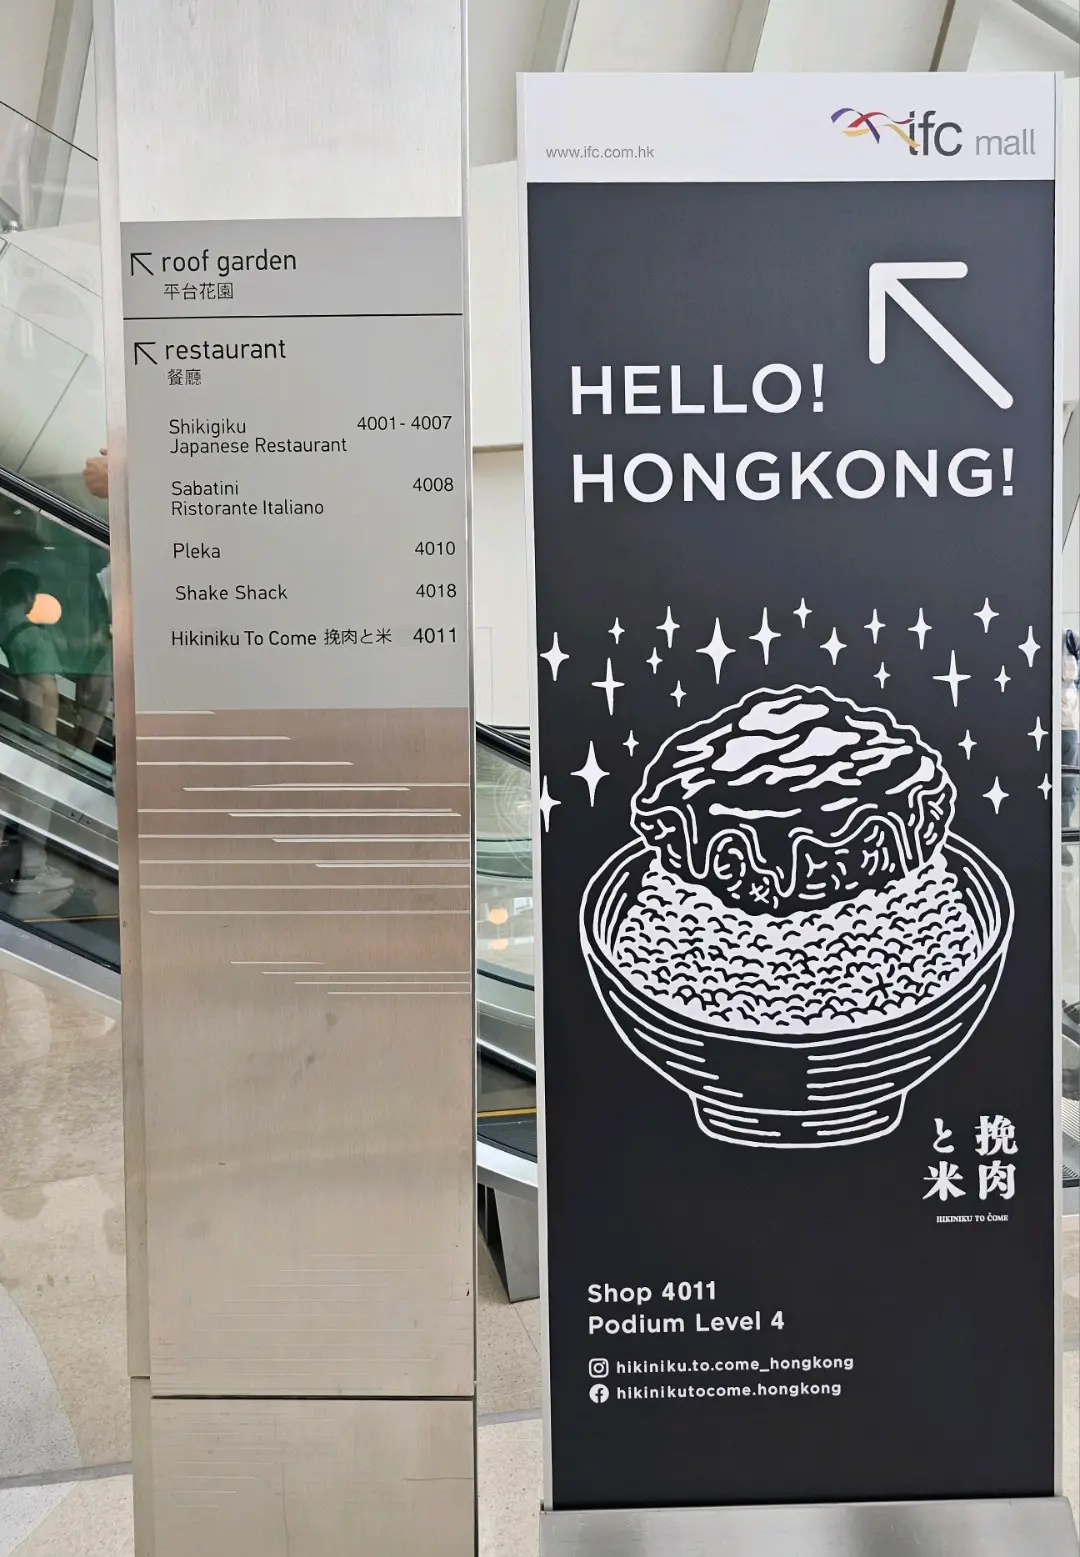 roof garden
平台花園
restaurant
餐廳
Shikigiku 4001- 4007
Japanese Restaurant
Sabatini 4008
Ristorante Italiano
Pleka 4010
Shake Shack 4018
Hikiniku To Come 挽肉と米 4011
www.ifc.com.hk
ifc mall
HELLO!
HONGKONG!
挽肉
と米
HIKINIKU TO COME
Shop 4011
Podium Level 4
hikiniku.to.come_hongkong
hikinikutocome.hongkong